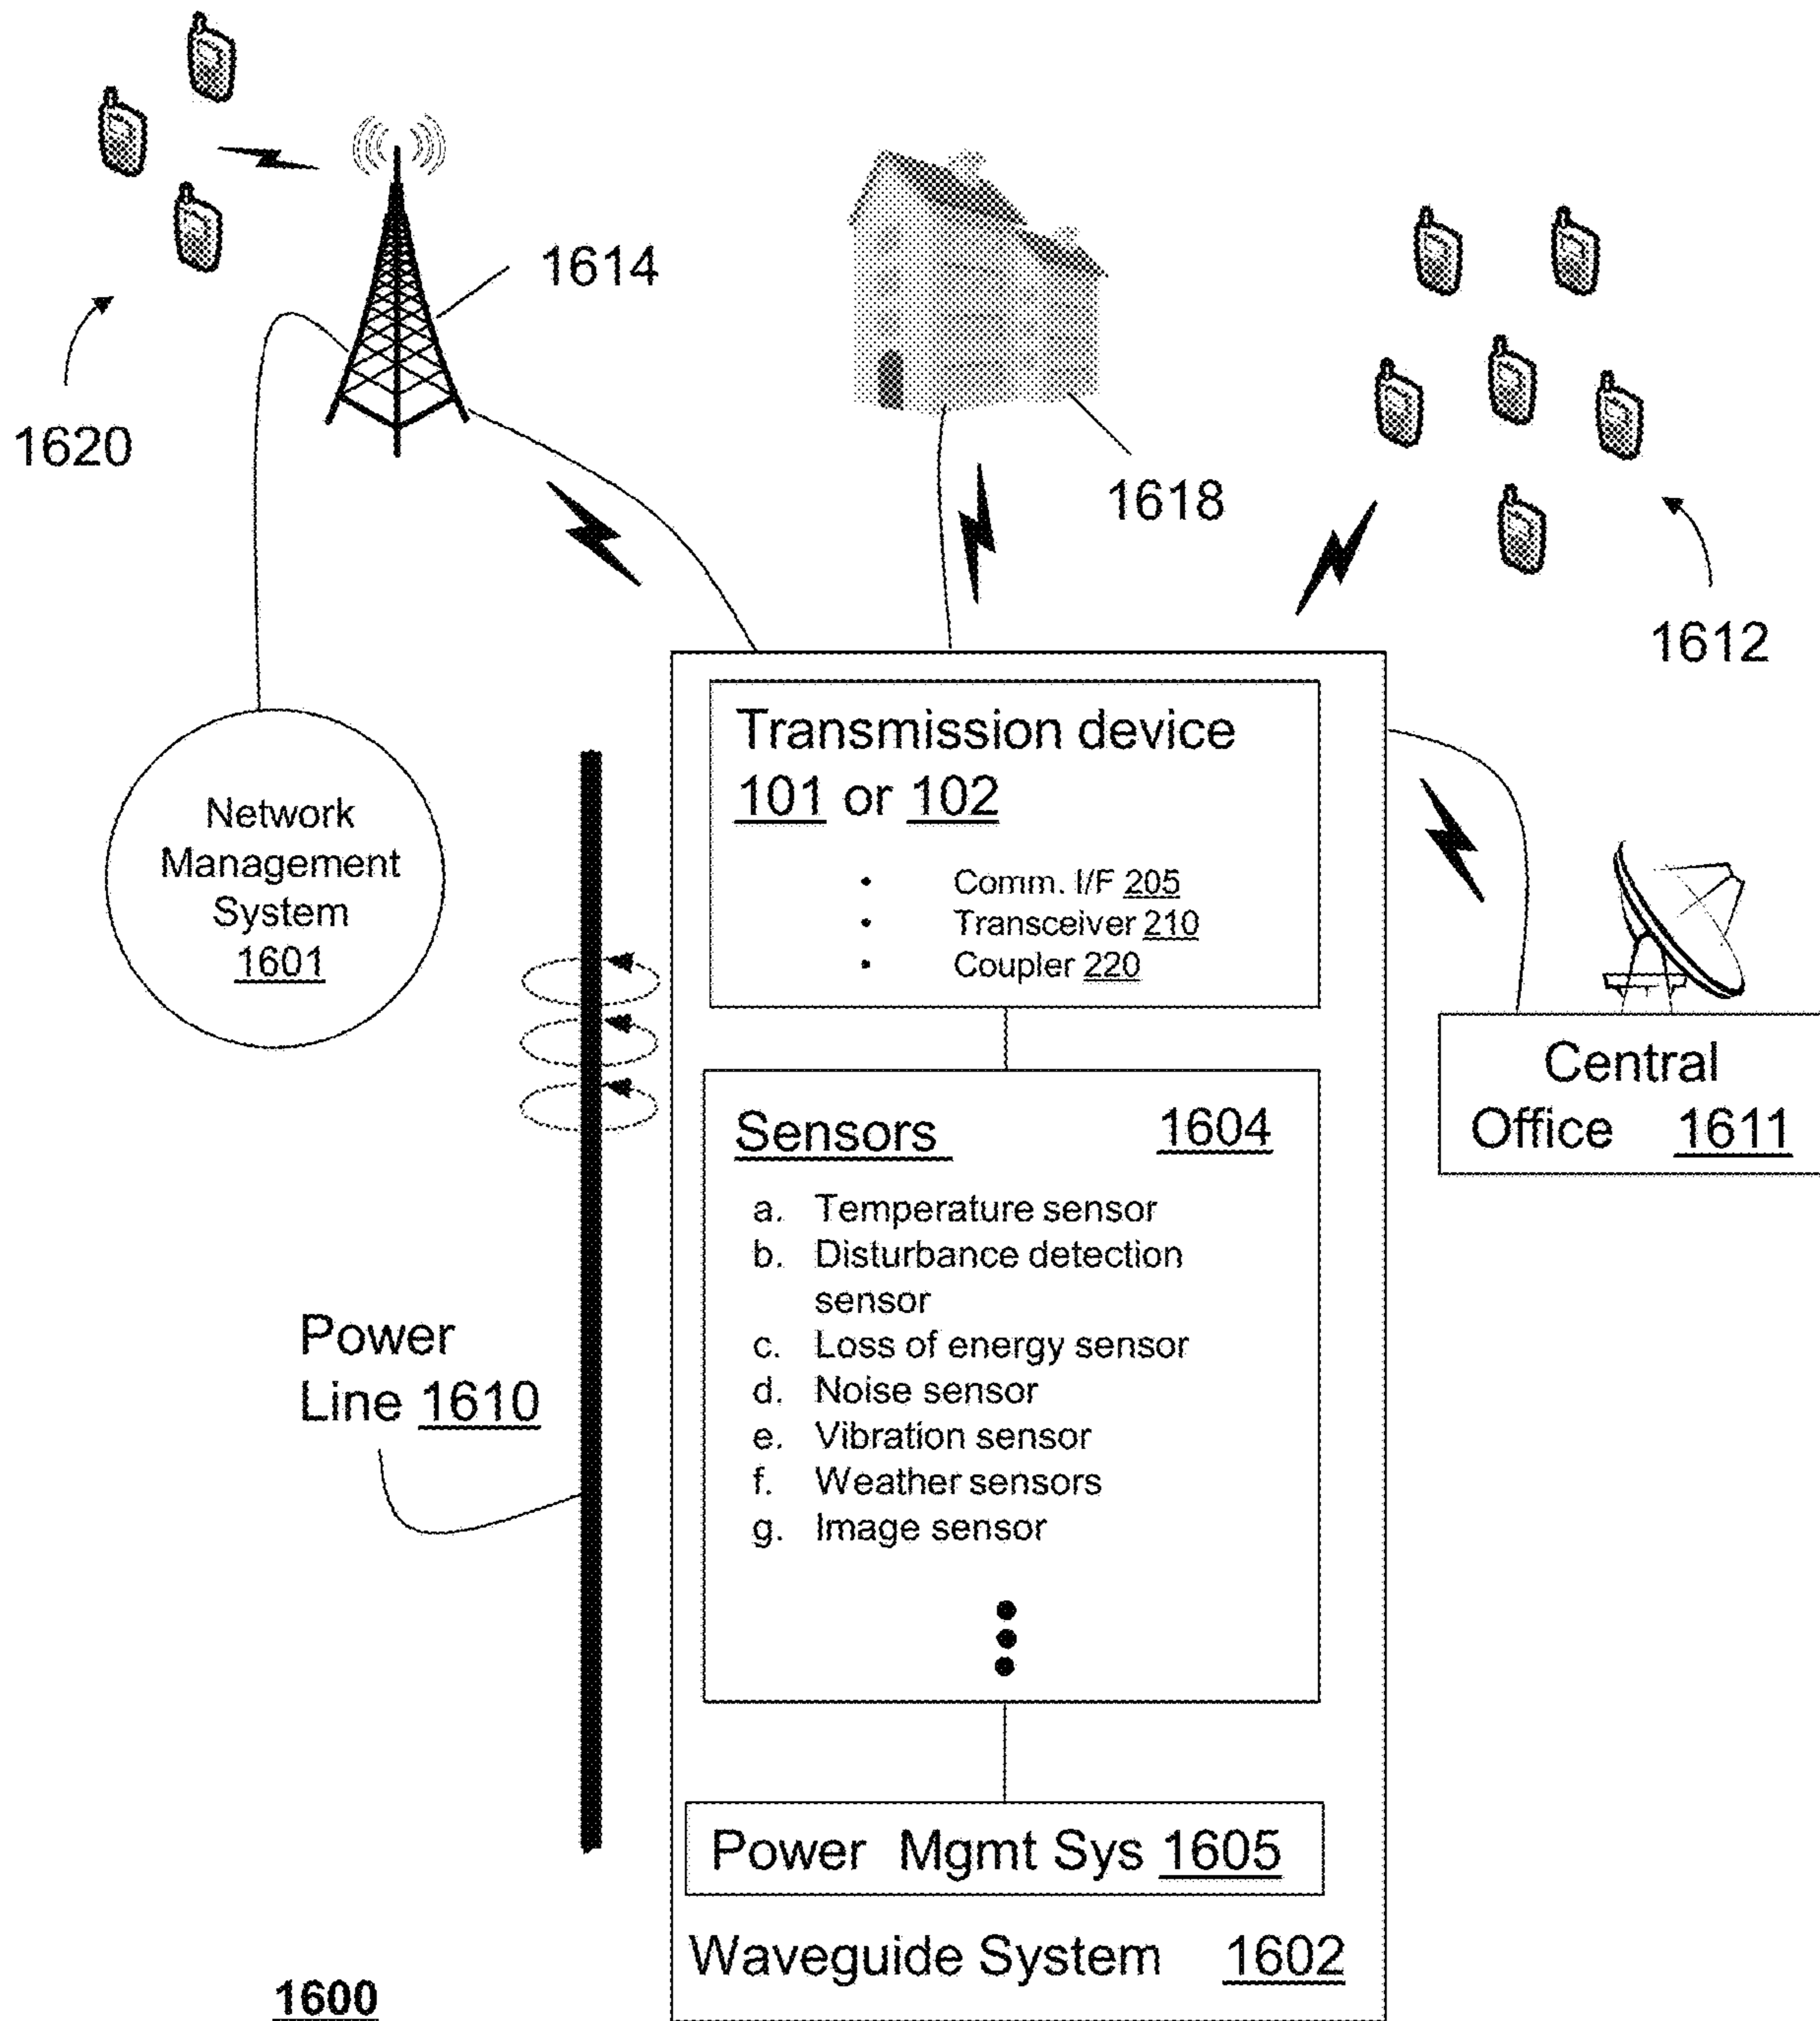 1614
1620
1618
1612
Transmission device
101 or 102
• Comm. I/F 205
• Transceiver 210
• Coupler 220
Network
Management
System
1601
Central
Office 1611
Sensors 1604
a. Temperature sensor
b. Disturbance detection
sensor
c. Loss of energy sensor
d. Noise sensor
e. Vibration sensor
f. Weather sensors
g. Image sensor
Power
Line 1610
Power Mgmt Sys 1605
Waveguide System 1602
1600